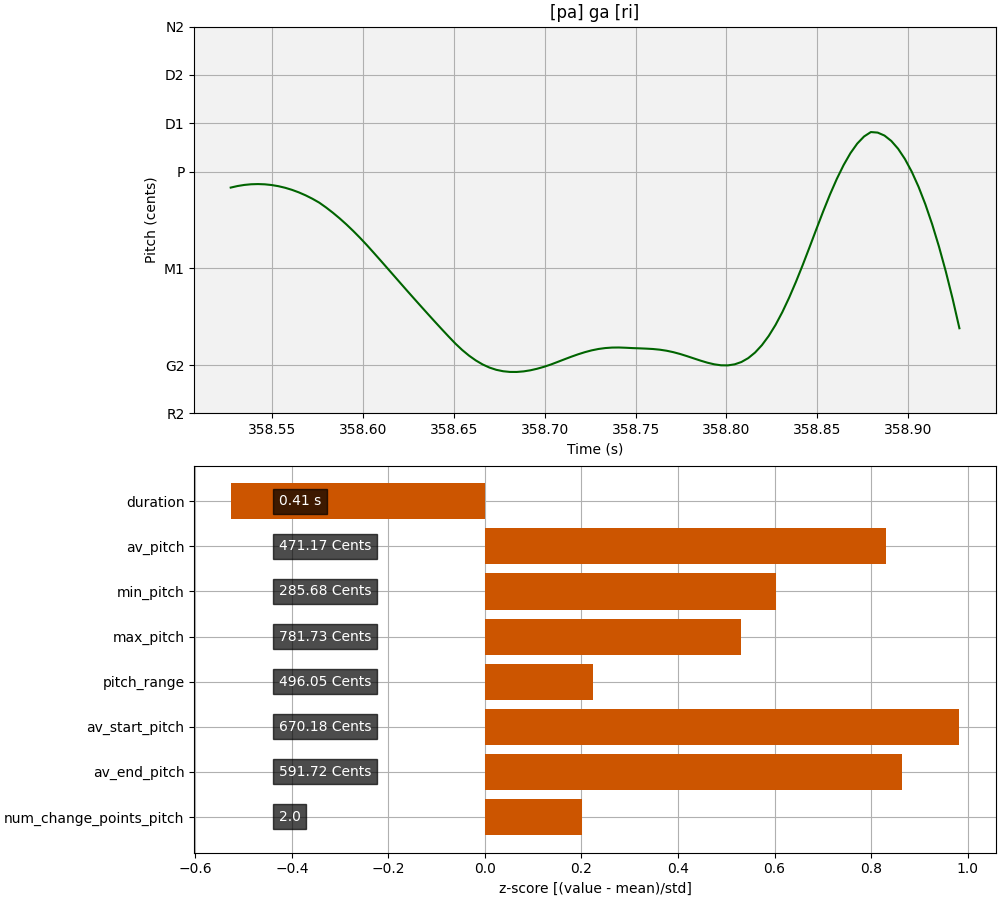 [pa] ga [ri]
N2
D2
D1
P
M1
G2
R2
Pitch (cents)
358.55 358.60 358.65 358.70 358.75 358.80 358.85 358.90
Time (s)
duration 0.41 s
av_pitch 471.17 Cents
min_pitch 285.68 Cents
max_pitch 781.73 Cents
pitch_range 496.05 Cents
av_start_pitch 670.18 Cents
av_end_pitch 591.72 Cents
num_change_points_pitch 2.0
−0.6 −0.4 −0.2 0.0 0.2 0.4 0.6 0.8 1.0
z-score [(value - mean)/std]